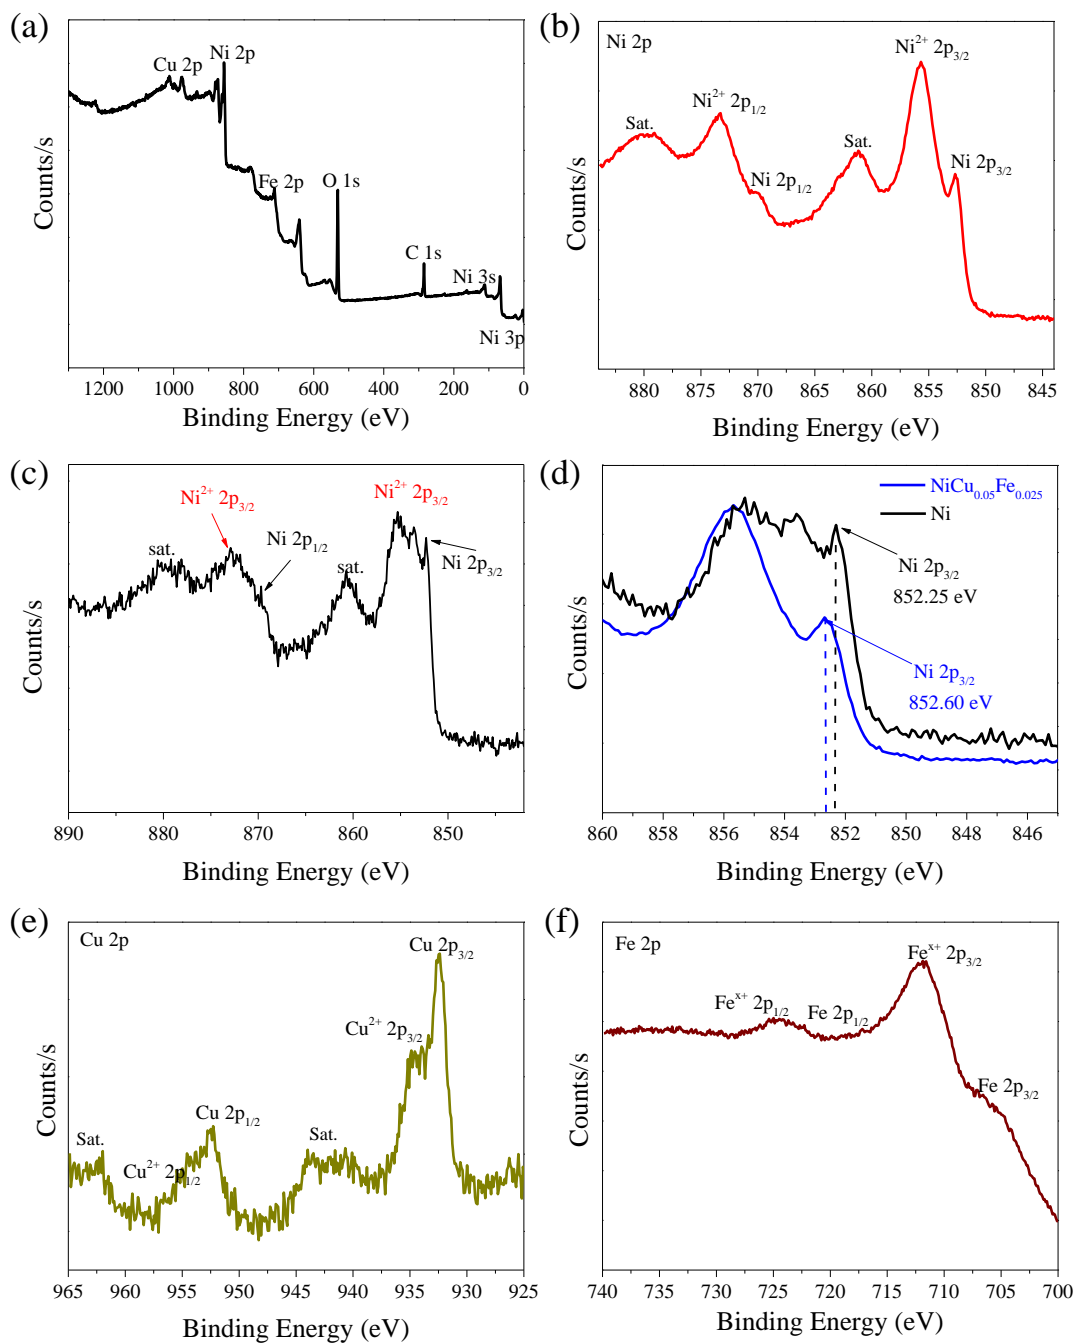 (a)
Ni 2p
Cu 2p
Fe 2p
O 1s
C 1s
Ni 3s
Ni 3p
Counts/s
1200 1000 800 600 400 200 0
Binding Energy (eV)
(b)
Ni 2p
Ni²⁺ 2p₃/₂
Ni²⁺ 2p₁/₂
Sat.
Sat.
Ni 2p₃/₂
Ni 2p₁/₂
Counts/s
880 875 870 865 860 855 850 845
Binding Energy (eV)
(c)
Ni²⁺ 2p₃/₂
Ni²⁺ 2p₃/₂
Ni 2p₁/₂
sat.
sat.
Ni 2p₃/₂
Counts/s
890 880 870 860 850
Binding Energy (eV)
(d)
NiCu₀.₀₅Fe₀.₀₂₅
Ni
Ni 2p₃/₂
852.25 eV
Ni 2p₃/₂
852.60 eV
Counts/s
860 858 856 854 852 850 848 846
Binding Energy (eV)
(e)
Cu 2p
Cu 2p₃/₂
Cu²⁺ 2p₃/₂
Cu 2p₁/₂
Sat.
Sat.
Cu²⁺ 2p₁/₂
Counts/s
965 960 955 950 945 940 935 930 925
Binding Energy (eV)
(f)
Fe 2p
Feˣ⁺ 2p₃/₂
Feˣ⁺ 2p₁/₂
Fe 2p₁/₂
Fe 2p₃/₂
Counts/s
740 735 730 725 720 715 710 705 700
Binding Energy (eV)